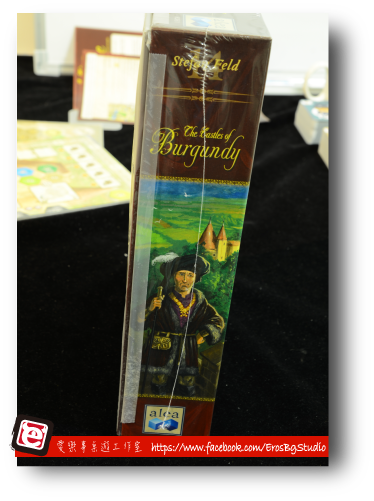 Stefan Feld
14
The Castles of
Burgundy
alea
e
愛樂事桌遊工作室 https://www.facebook.com/ErosBgStudio